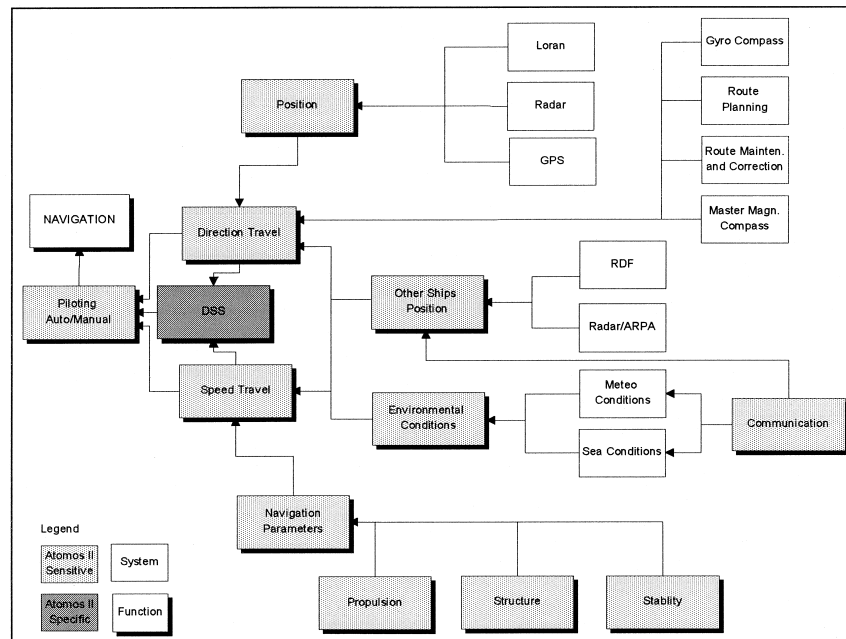 Loran
Gyro Compass
Position
Radar
Route
Planning
GPS
Route Mainten.
and Correction
NAVIGATION
Direction Travel
Master Magn.
Compass
RDF
Piloting
Auto/Manual
DSS
Other Ships
Position
Radar/ARPA
Speed Travel
Environmental
Conditions
Meteo
Conditions
Communication
Sea Conditions
Navigation
Parameters
Legend
Atomos II
Sensitive
System
Atomos II
Specific
Function
Propulsion
Structure
Stablity